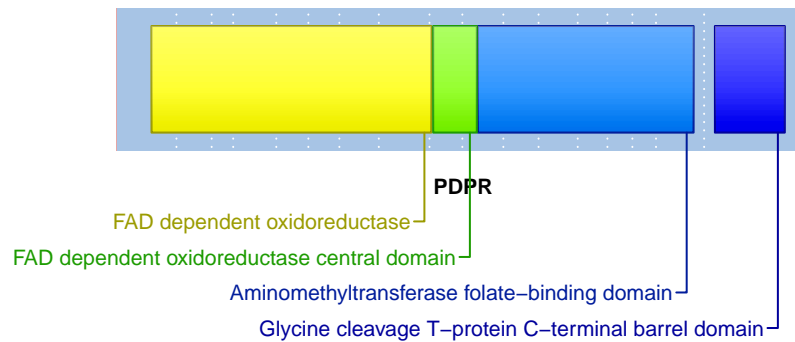 PDPR
FAD dependent oxidoreductase
FAD dependent oxidoreductase central domain
Aminomethyltransferase folate−binding domain
Glycine cleavage T−protein C−terminal barrel domain